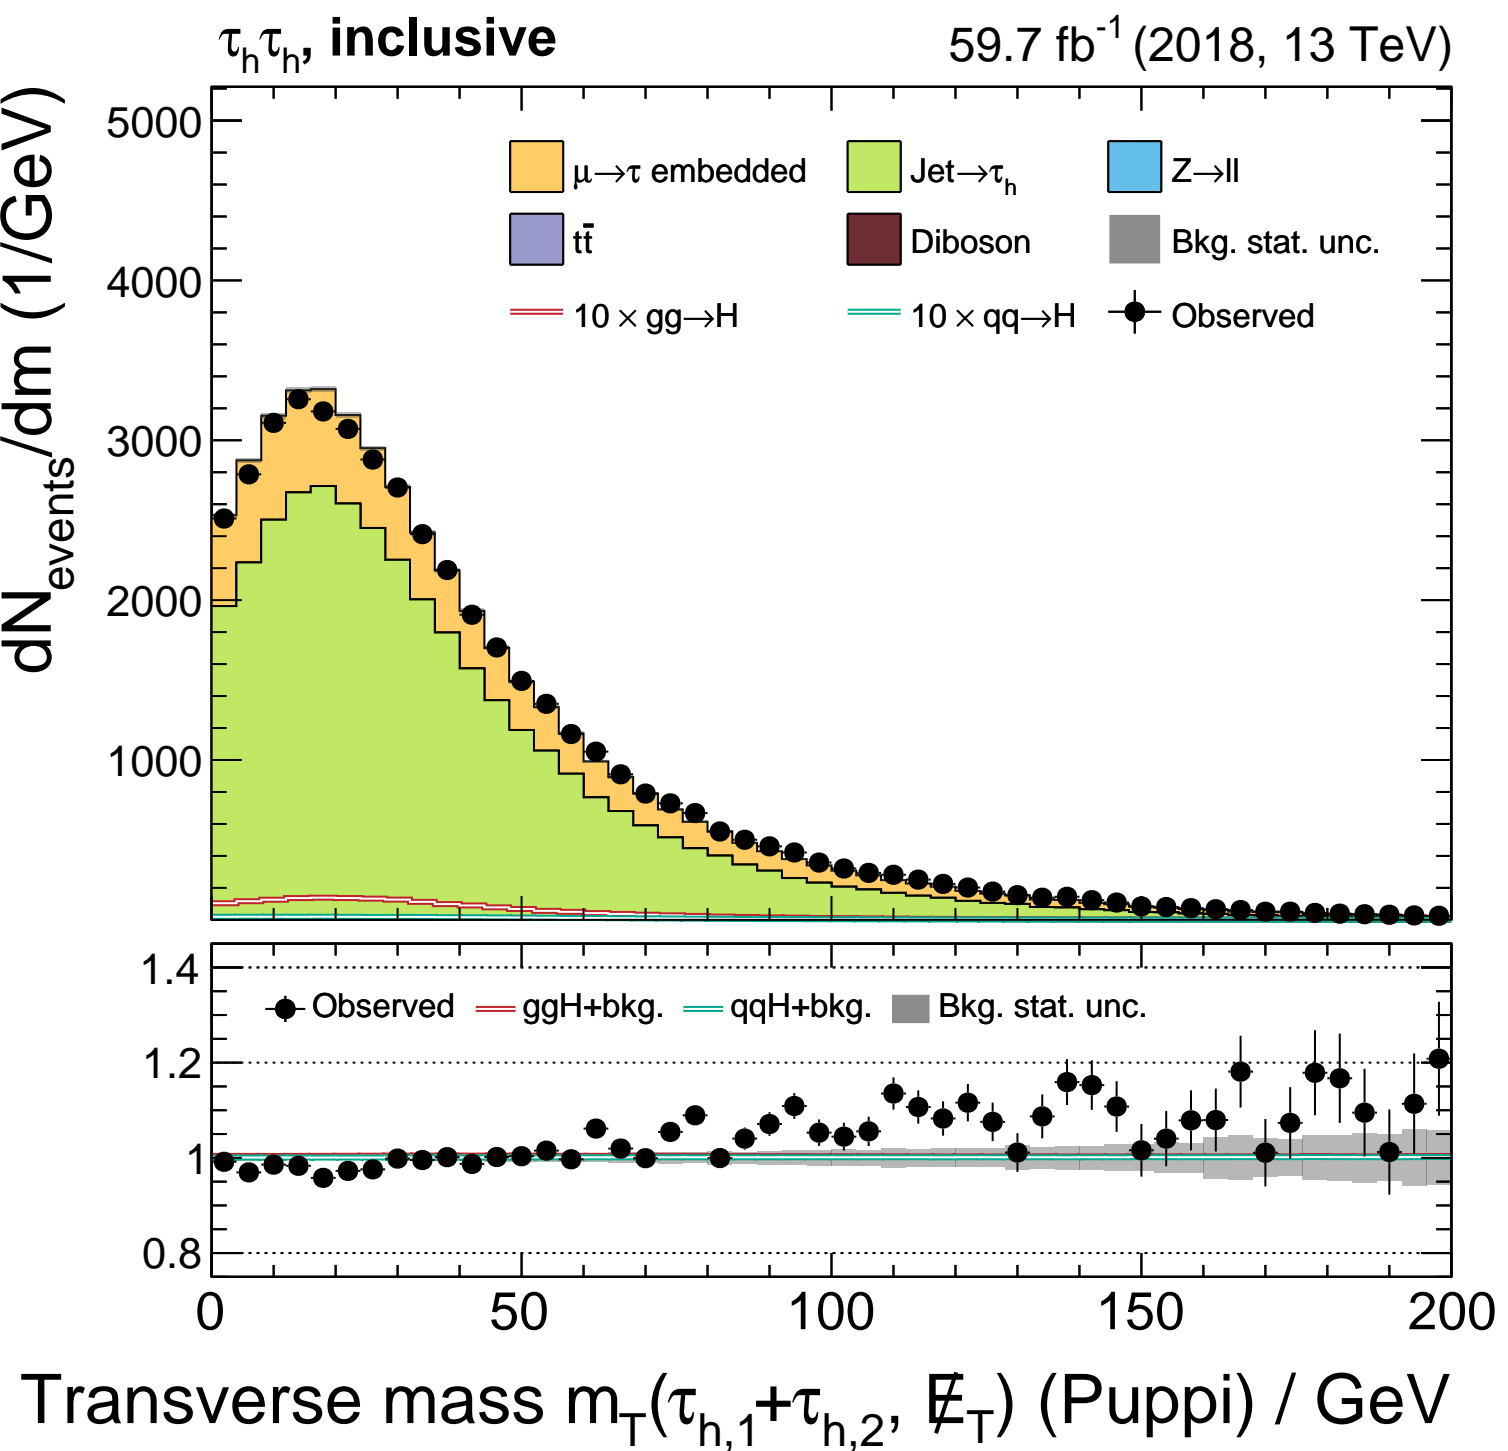 τhτh, inclusive 59.7 fb-1 (2018, 13 TeV)
dNevents/dm (1/GeV)
5000
4000
3000
2000
1000
μ→τ embedded Jet→τh Z→ll
tt̄ Diboson Bkg. stat. unc.
10 × gg→H 10 × qq→H Observed
1.4
1.2
1
0.8
Observed ggH+bkg. qqH+bkg. Bkg. stat. unc.
0 50 100 150 200
Transverse mass mT(τh,1+τh,2, E̸T) (Puppi) / GeV